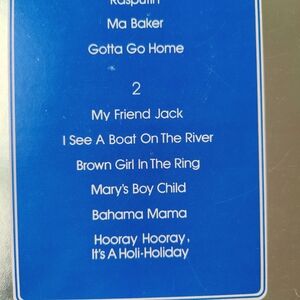 Rasputin
Ma Baker
Gotta Go Home
2
My Friend Jack
I See A Boat On The River
Brown Girl In The Ring
Mary's Boy Child
Bahama Mama
Hooray Hooray,
It's A Holi-Holiday